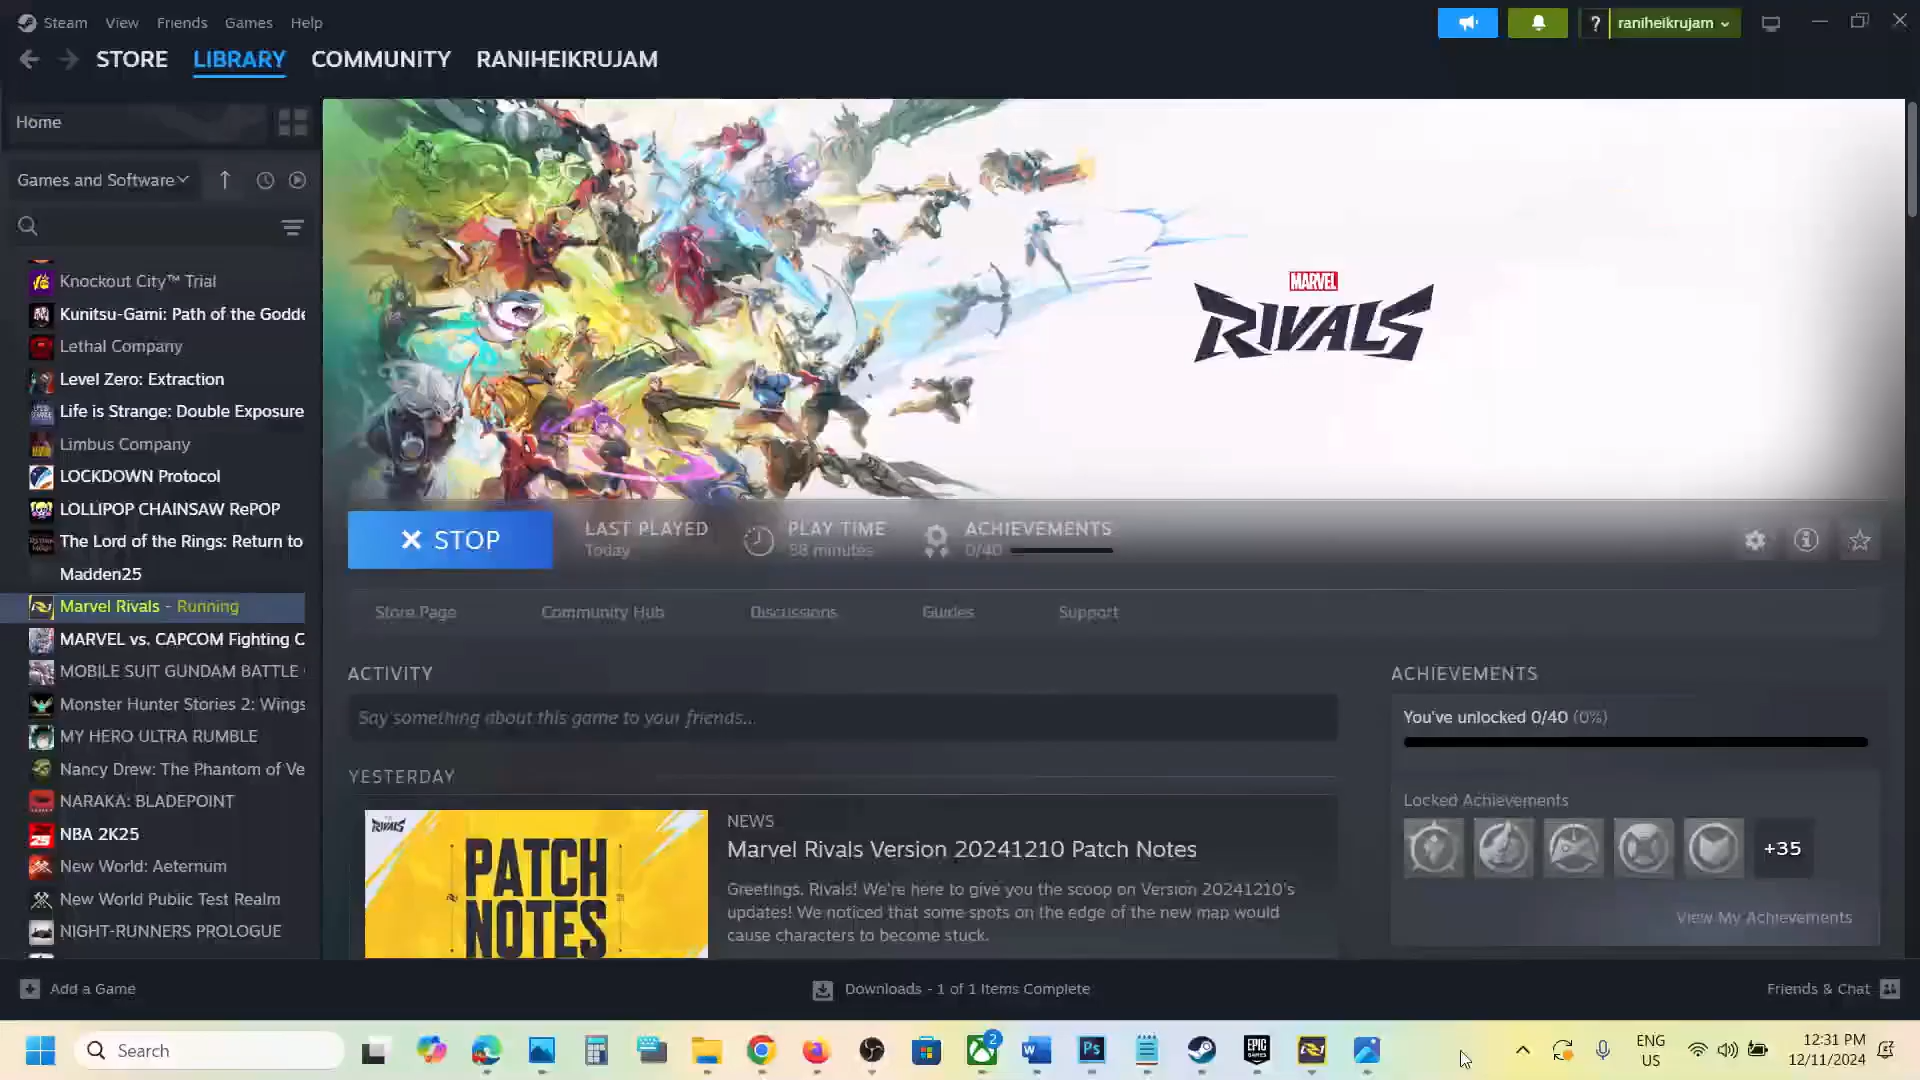 Steam View Friends Games Help
? raniheikrujam
STORE LIBRARY COMMUNITY RANIHEIKRUJAM
Home
Games and Software
Knockout City™ Trial
Kunitsu-Gami: Path of the Godde
Lethal Company
Level Zero: Extraction
Life is Strange: Double Exposure
Limbus Company
LOCKDOWN Protocol
LOLLIPOP CHAINSAW RePOP
The Lord of the Rings: Return to
Madden25
Marvel Rivals - Running
MARVEL vs. CAPCOM Fighting C
MOBILE SUIT GUNDAM BATTLE
Monster Hunter Stories 2: Wings
MY HERO ULTRA RUMBLE
Nancy Drew: The Phantom of Ve
NARAKA: BLADEPOINT
NBA 2K25
New World: Aeternum
New World Public Test Realm
NIGHT-RUNNERS PROLOGUE
MARVEL
RIVALS
STOP
LAST PLAYED
Today
PLAY TIME
58 minutes
ACHIEVEMENTS
0/40
Store Page Community Hub Discussions Guides Support
ACTIVITY
Say something about this game to your friends...
YESTERDAY
RIVALS
PATCH
NOTES
NEWS
Marvel Rivals Version 20241210 Patch Notes
Greetings, Rivals! We're here to give you the scoop on Version 20241210's
updates! We noticed that some spots on the edge of the new map would
cause characters to become stuck.
ACHIEVEMENTS
You've unlocked 0/40 (0%)
Locked Achievements
+35
View My Achievements
Add a Game
Downloads - 1 of 1 Items Complete
Friends & Chat
Search
2
W
Ps
EPIC
GAMES
ENG
US
12:31 PM
12/11/2024